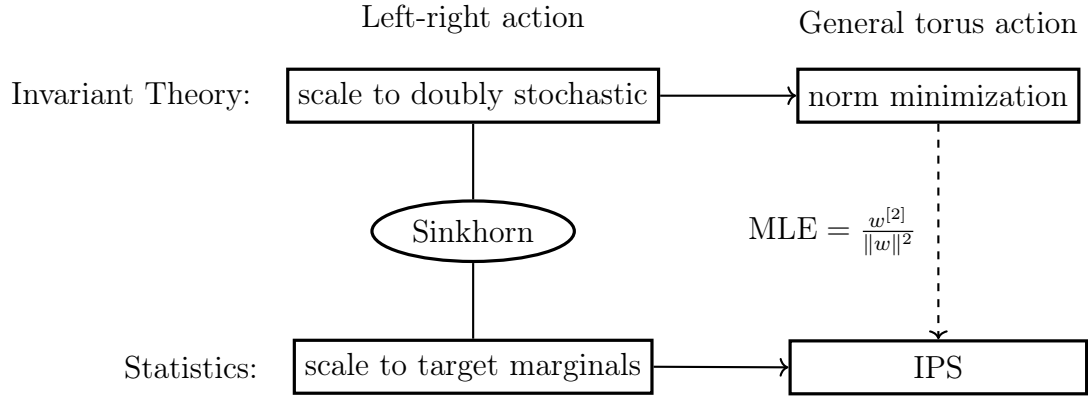 Left-right action
General torus action
Invariant Theory:
scale to doubly stochastic
norm minimization
Sinkhorn
MLE = w^[2] / ‖w‖^2
Statistics:
scale to target marginals
IPS